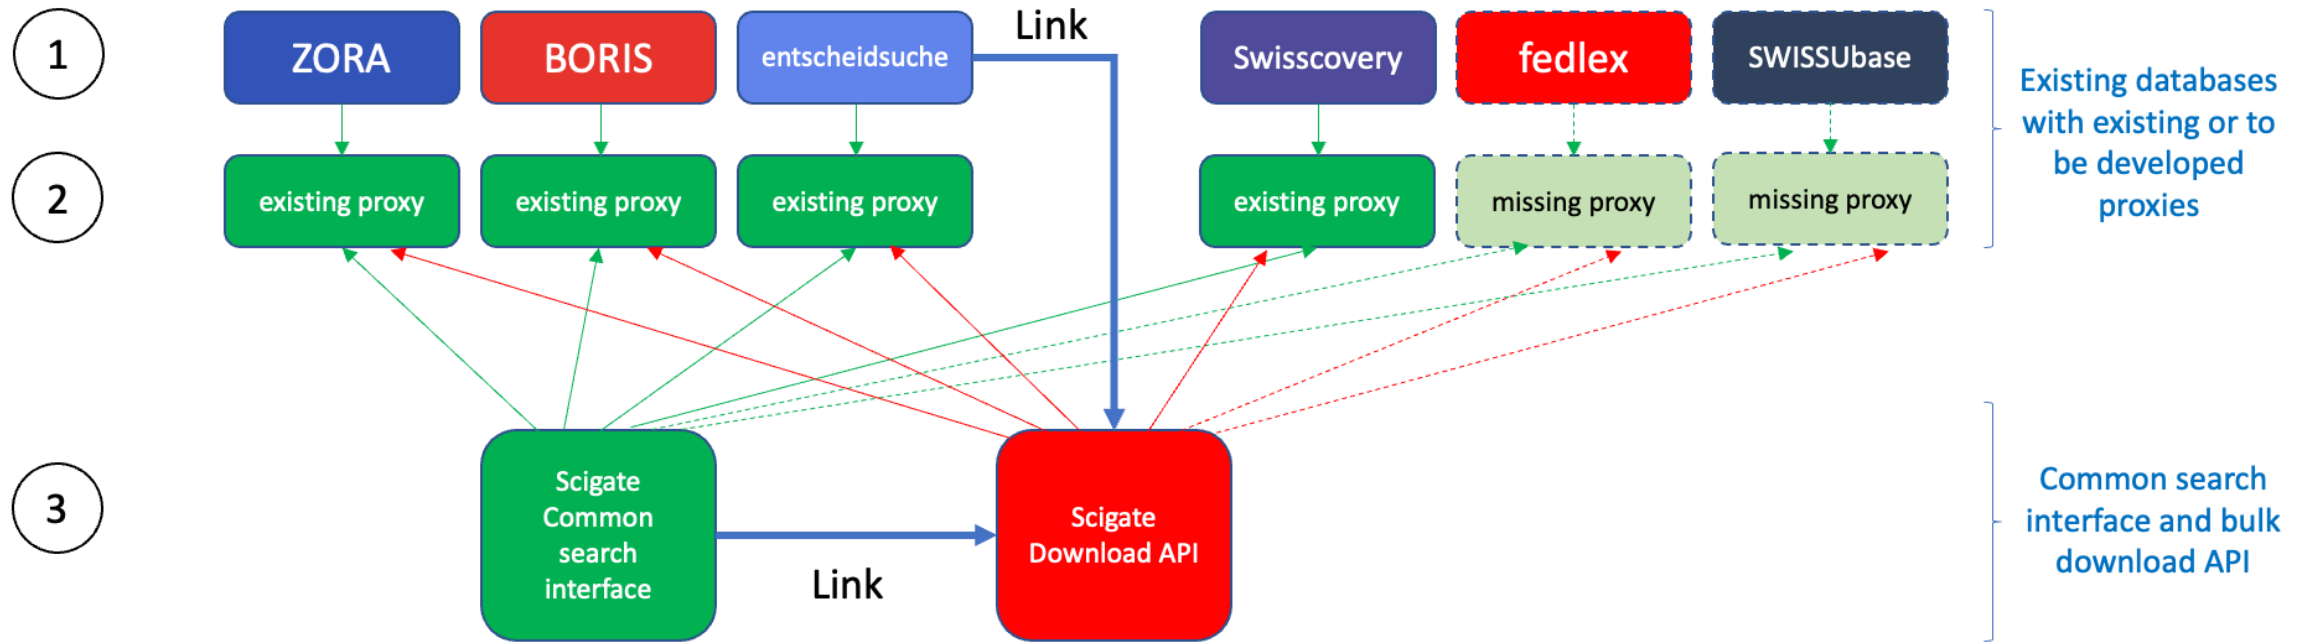 1
ZORA
BORIS
entscheidsuche
Link
Swisscovery
fedlex
SWISSUbase
Existing databases
with existing or to
be developed
proxies
2
existing proxy
existing proxy
existing proxy
existing proxy
missing proxy
missing proxy
3
Scigate
Common
search
interface
Link
Scigate
Download API
Common search
interface and bulk
download API